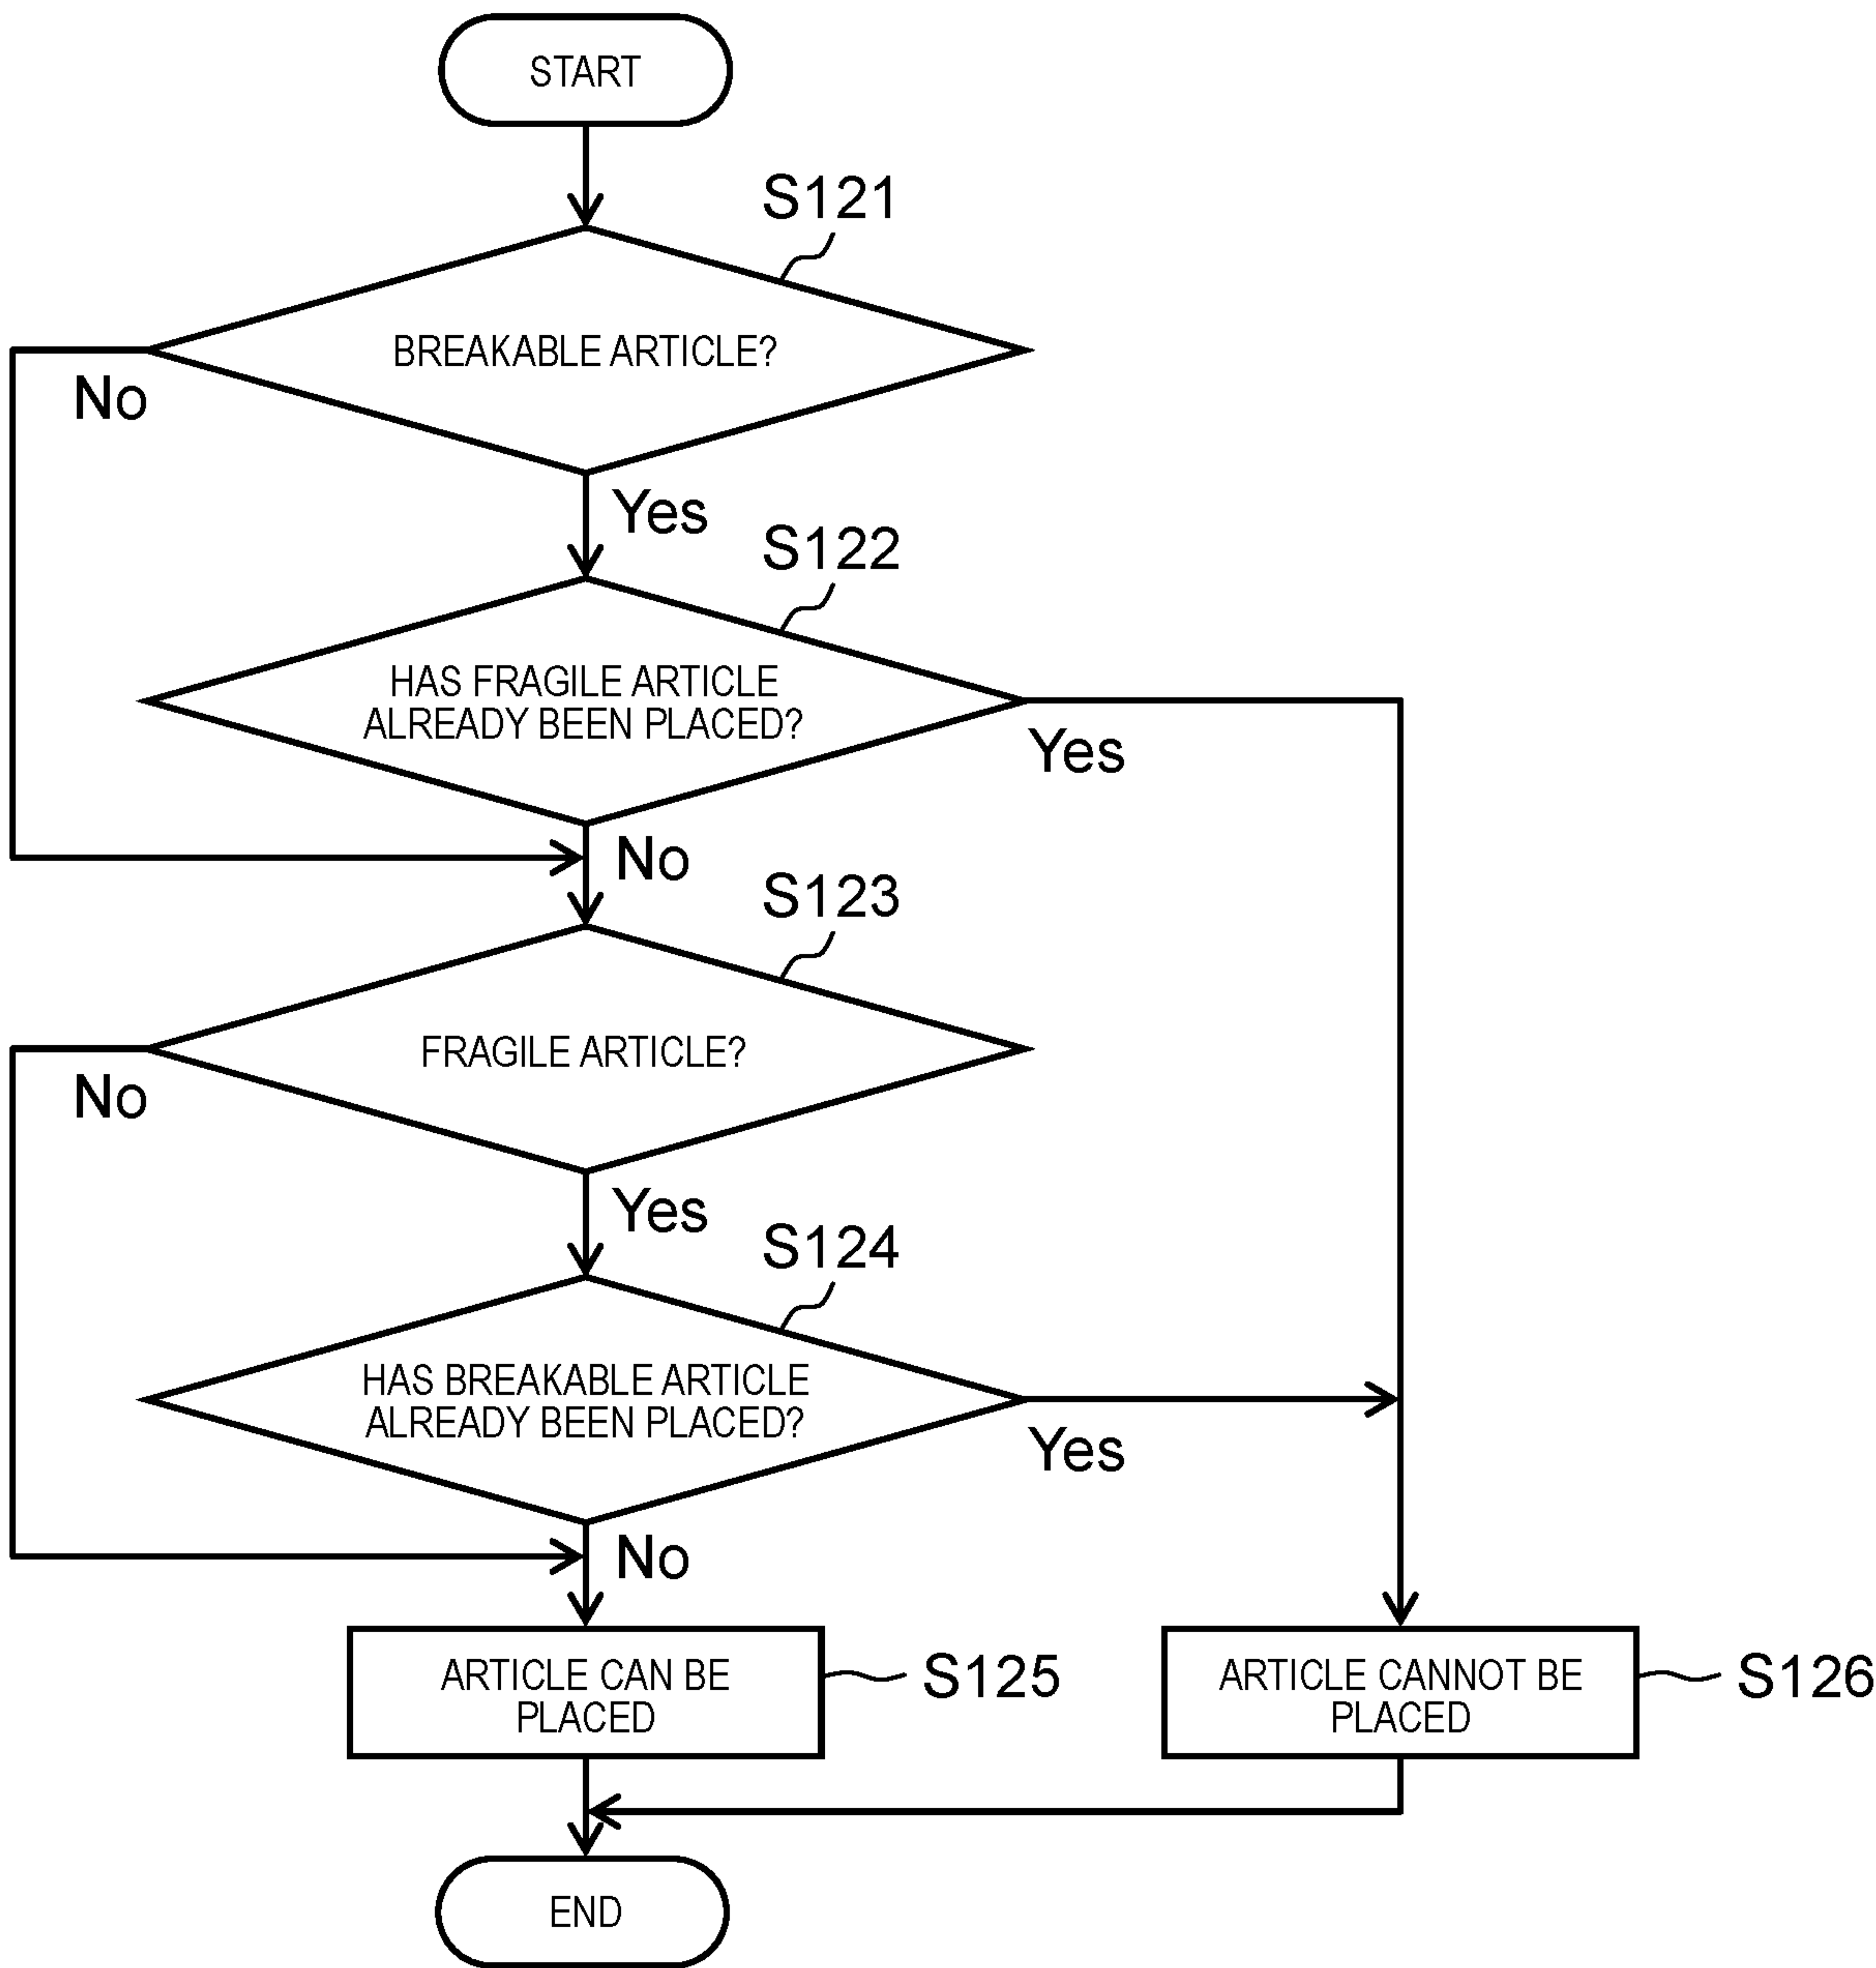 START
S121
BREAKABLE ARTICLE?
No
Yes
S122
HAS FRAGILE ARTICLE
ALREADY BEEN PLACED?
Yes
No
S123
FRAGILE ARTICLE?
No
Yes
S124
HAS BREAKABLE ARTICLE
ALREADY BEEN PLACED?
Yes
No
ARTICLE CAN BE
PLACED
S125
ARTICLE CANNOT BE
PLACED
S126
END